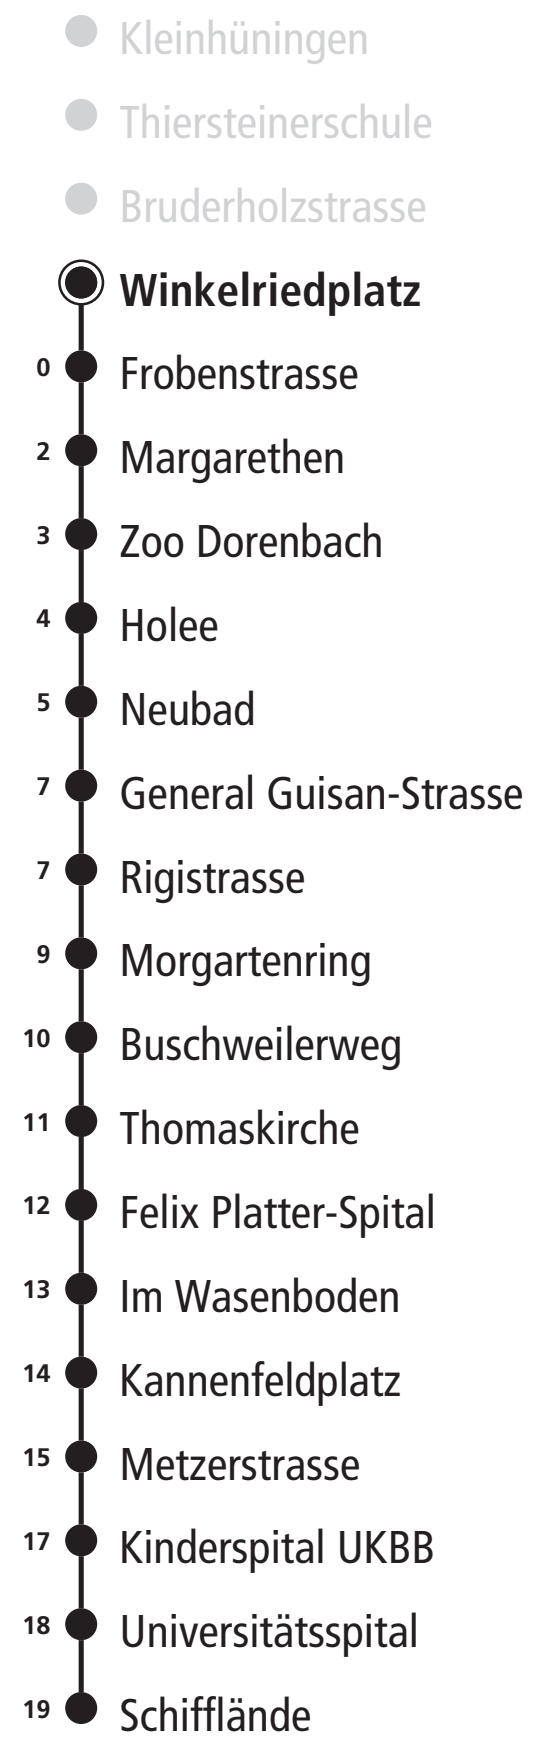 Kleinhüningen
Thiersteinerschule
Bruderholzstrasse
Winkelriedplatz
0 Frobenstrasse
2 Margarethen
3 Zoo Dorenbach
4 Holee
5 Neubad
7 General Guisan-Strasse
7 Rigistrasse
9 Morgartenring
10 Buschweilerweg
11 Thomaskirche
12 Felix Platter-Spital
13 Im Wasenboden
14 Kannenfeldplatz
15 Metzerstrasse
17 Kinderspital UKBB
18 Universitätsspital
19 Schifflände